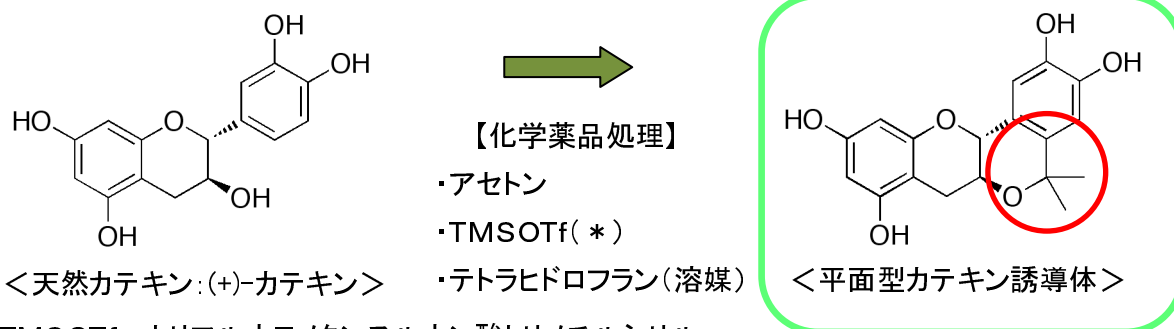 OH
OH
HO
O
OH
OH
<天然カテキン:(+)-カテキン>
【化学薬品処理】
・アセトン
・TMSOTf(*)
・テトラヒドロフラン(溶媒)
OH
OH
HO
O
O
OH
<平面型カテキン誘導体>